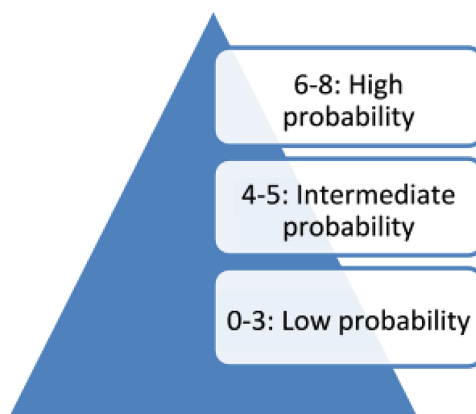 6-8: High
probability
4-5: Intermediate
probability
0-3: Low probability